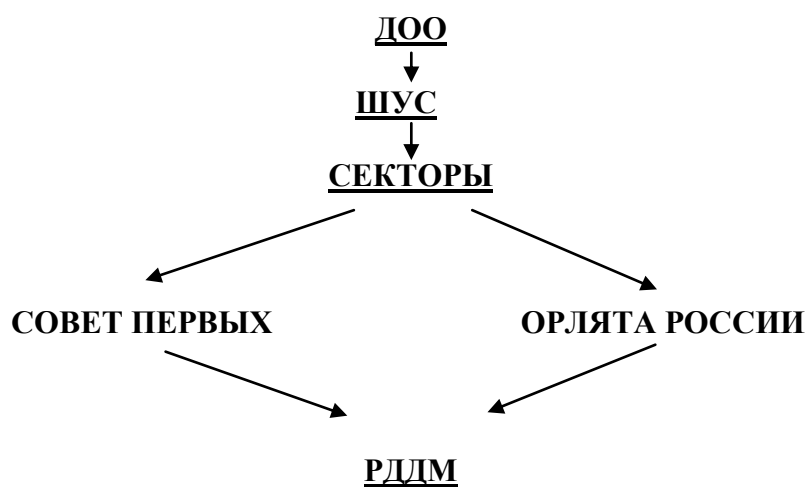 ДОО
ШУС
СЕКТОРЫ
СОВЕТ ПЕРВЫХ
ОРЛЯТА РОССИИ
РДДМ